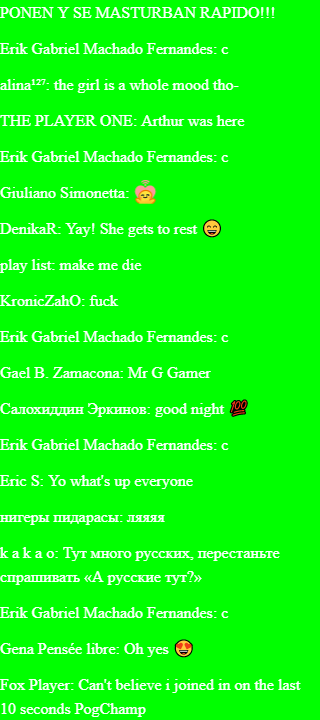 PONEN Y SE MASTURBAN RAPIDO!!!
Erik Gabriel Machado Fernandes: c
alina¹²⁷: the girl is a whole mood tho-
THE PLAYER ONE: Arthur was here
Erik Gabriel Machado Fernandes: c
Giuliano Simonetta:
DenikaR: Yay! She gets to rest 😄
play list: make me die
KronicZahO: fuck
Erik Gabriel Machado Fernandes: c
Gael B. Zamacona: Mr G Gamer
Салохиддин Эркинов: good night 💯
Erik Gabriel Machado Fernandes: c
Eric S: Yo what's up everyone
нигеры пидарасы: ляяяя
k a k a o: Тут много русских, перестаньте
спрашивать «А русские тут?»
Erik Gabriel Machado Fernandes: c
Gena Pensée libre: Oh yes 😍
Fox Player: Can't believe i joined in on the last
10 seconds PogChamp